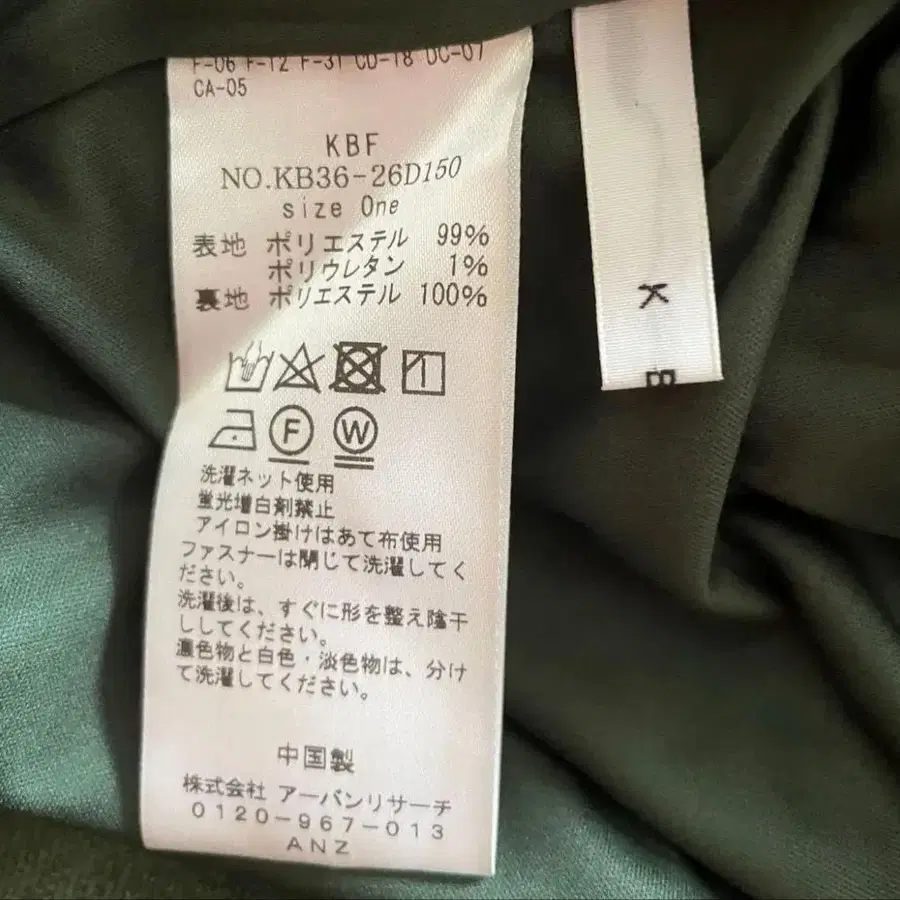 F-06 F-12 F-31 CD-18 DC-07
CA-05
KBF
NO.KB36-26D150
size One
表地 ポリエステル 99%
ポリウレタン 1%
裏地 ポリエステル 100%
F W
洗濯ネット使用
蛍光増白剤禁止
アイロン掛けはあて布使用
ファスナーは閉じて洗濯してく
ださい。
洗濯後は、すぐに形を整え陰干
ししてください。
濃色物と白色・淡色物は、分け
て洗濯してください。
中国製
株式会社 アーバンリサーチ
0120-967-013
ANZ
K
B